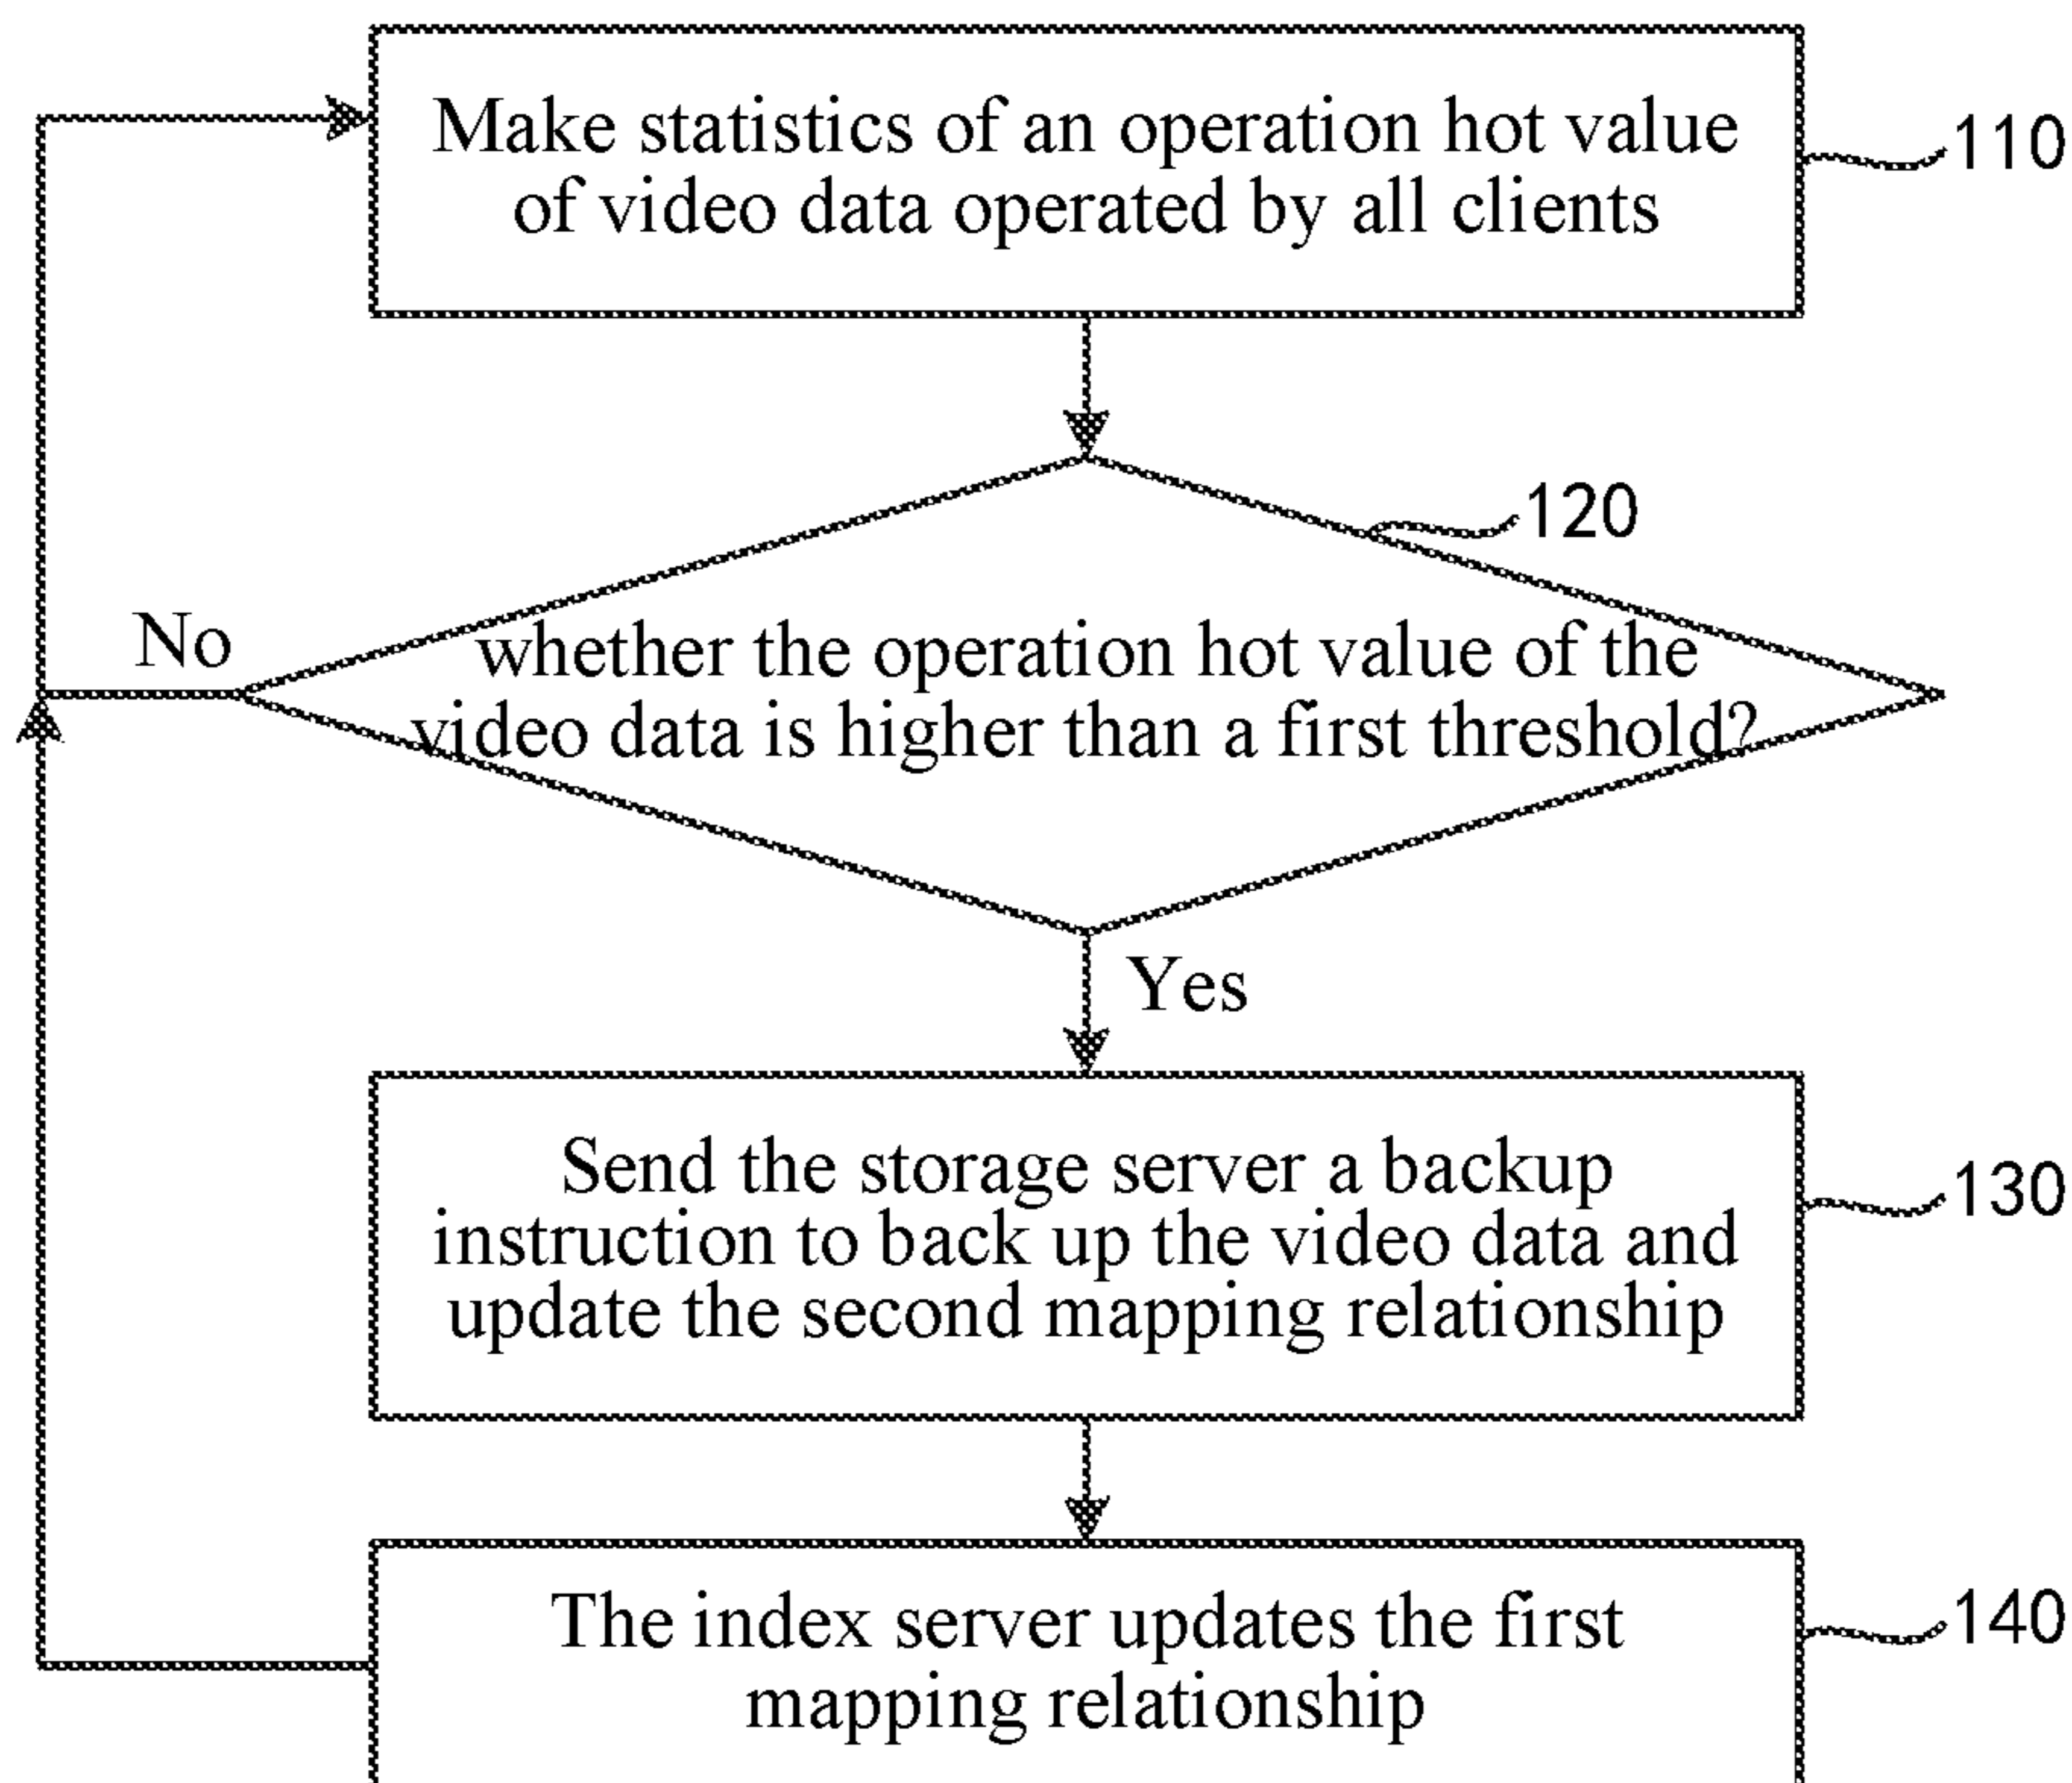 Make statistics of an operation hot value
of video data operated by all clients
110
120
No
whether the operation hot value of the
video data is higher than a first threshold?
Yes
Send the storage server a backup
instruction to back up the video data and
update the second mapping relationship
130
The index server updates the first
mapping relationship
140